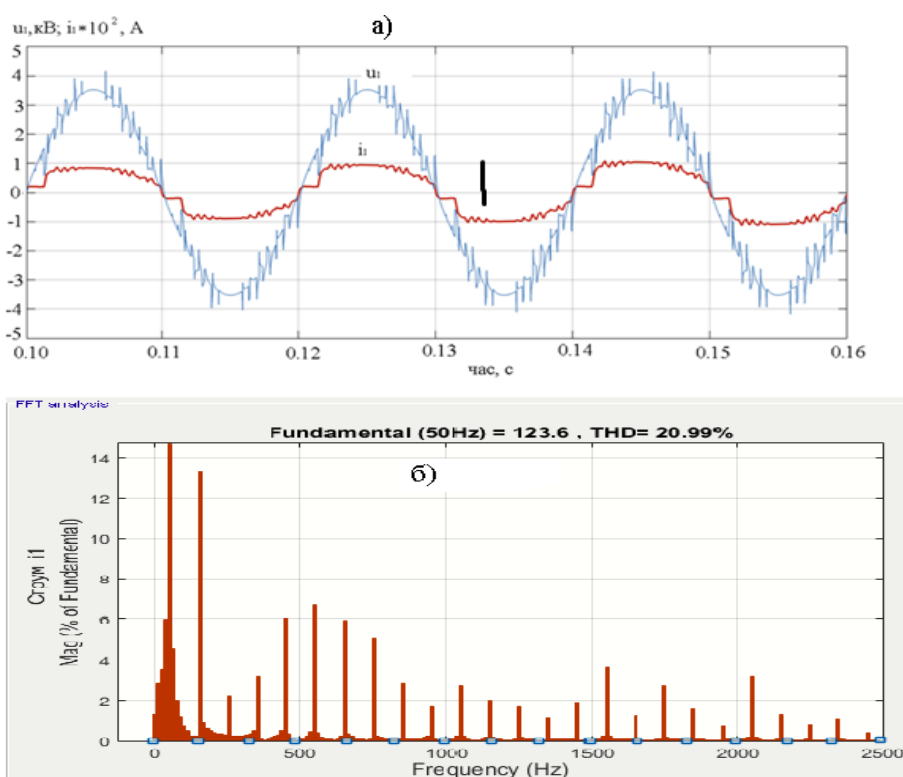 а)
u₁,кВ; i₁*10², А
5
4
3
2
1
0
-1
-2
-3
-4
-5
u₁
i₁
0.10 0.11 0.12 0.13 0.14 0.15 0.16
час, с
FFT analysis
Fundamental (50Hz) = 123.6 , THD= 20.99%
б)
14
12
10
8
6
4
2
0
Струм i1
Mag (% of Fundamental)
0 500 1000 1500 2000 2500
Frequency (Hz)